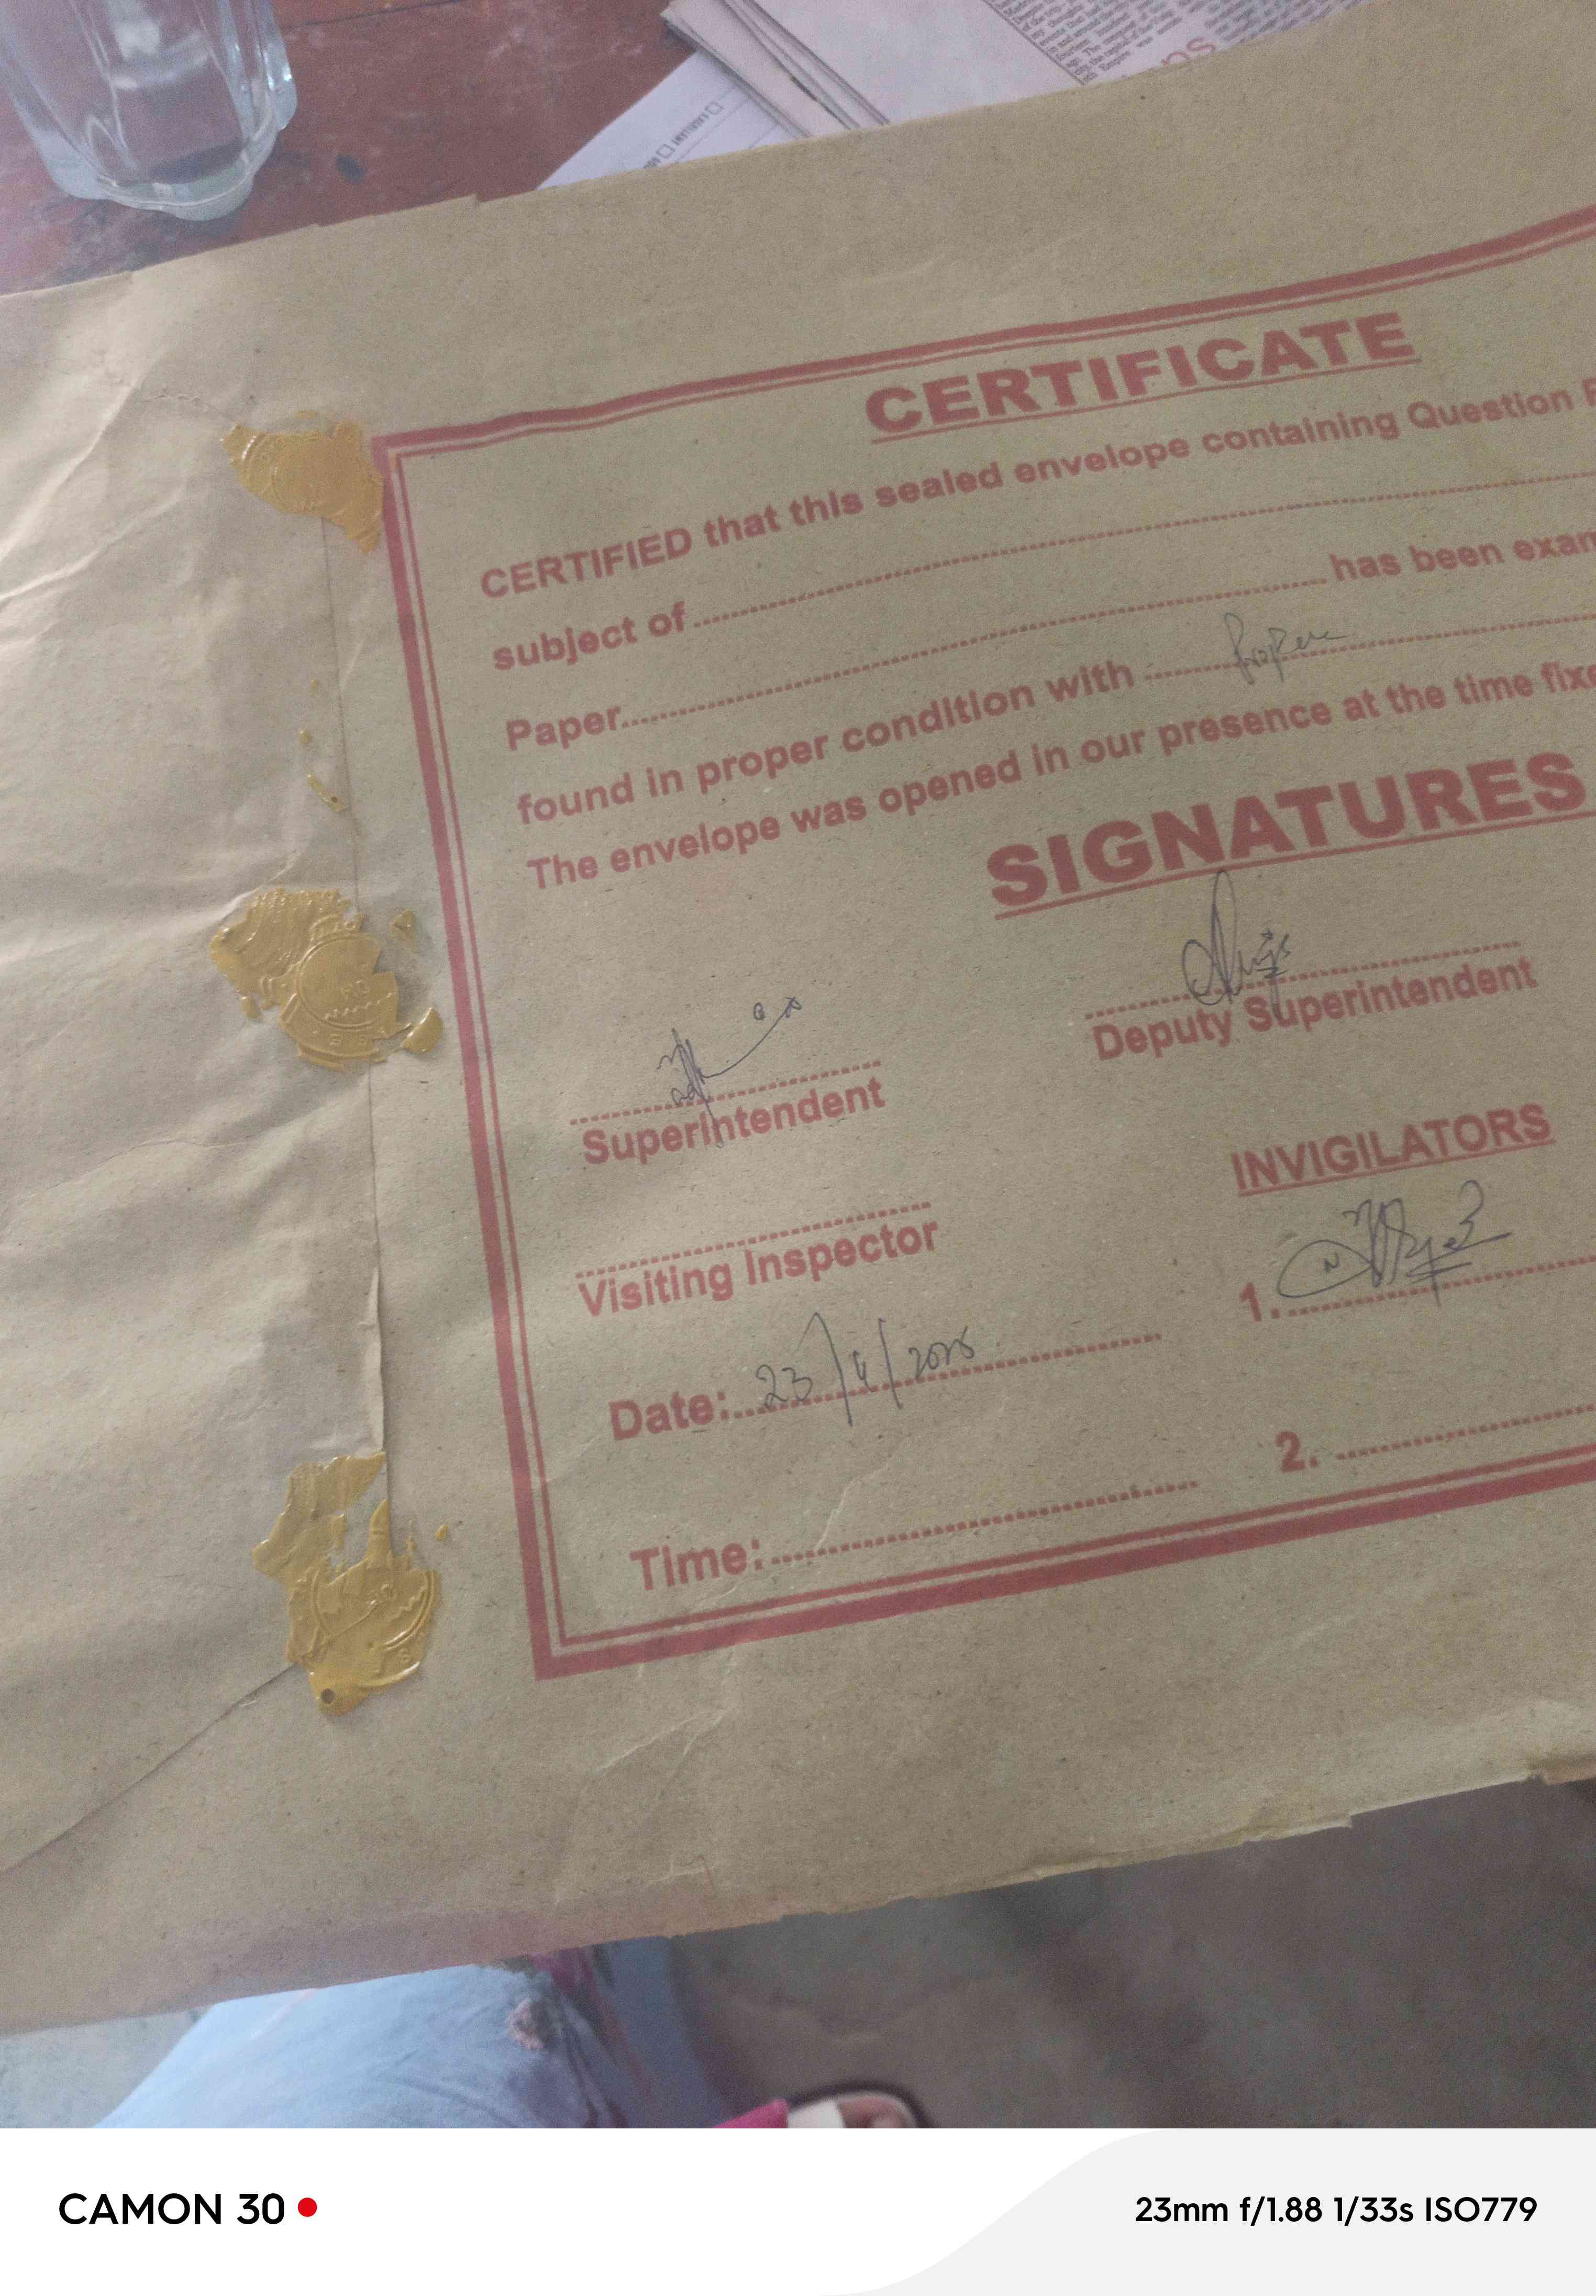 CERTIFICATE
CERTIFIED that this sealed envelope containing Question
subject of
Paper has been exam
found in proper condition with Proper
The envelope was opened in our presence at the time fixe
SIGNATURES
Superintendent
Deputy Superintendent
INVIGILATORS
Visiting Inspector
1.
Date: 23/4/2025
2.
Time:
CAMON 30
23mm f/1.88 1/33s ISO779